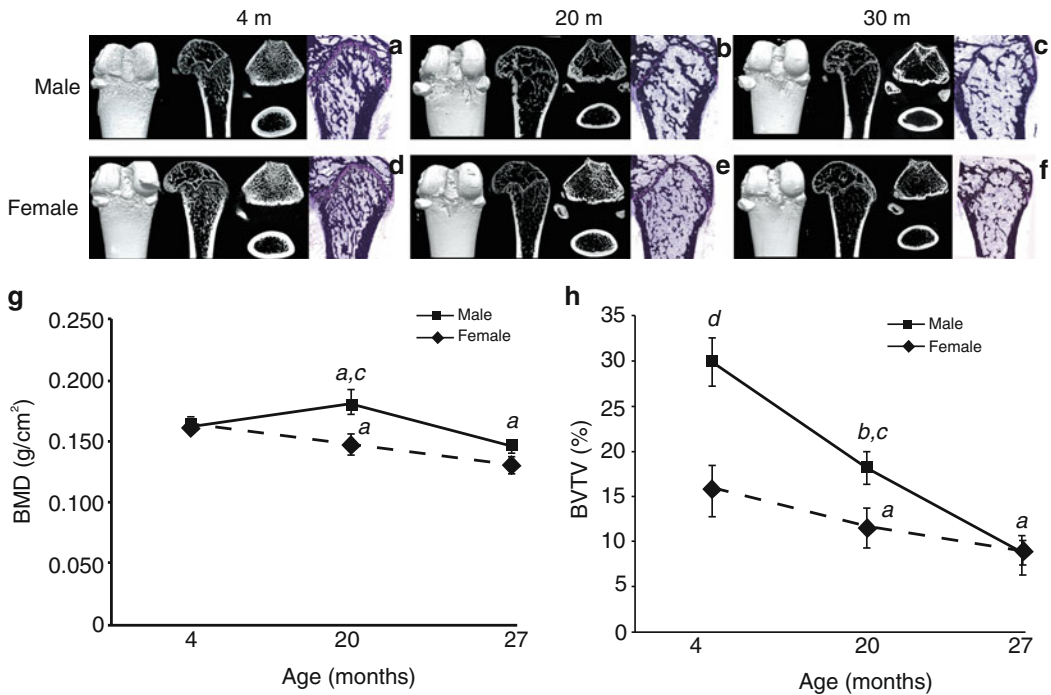 4 m 20 m 30 m
Male
a
b
c
Female
d
e
f
g
BMD (g/cm²)
0.250
0.200
0.150
0.100
0.050
0
Male
Female
a,c
a
a
4 20 27
Age (months)
h
BVTV (%)
35
30
25
20
15
10
5
0
Male
Female
d
b,c
a
a
4 20 27
Age (months)